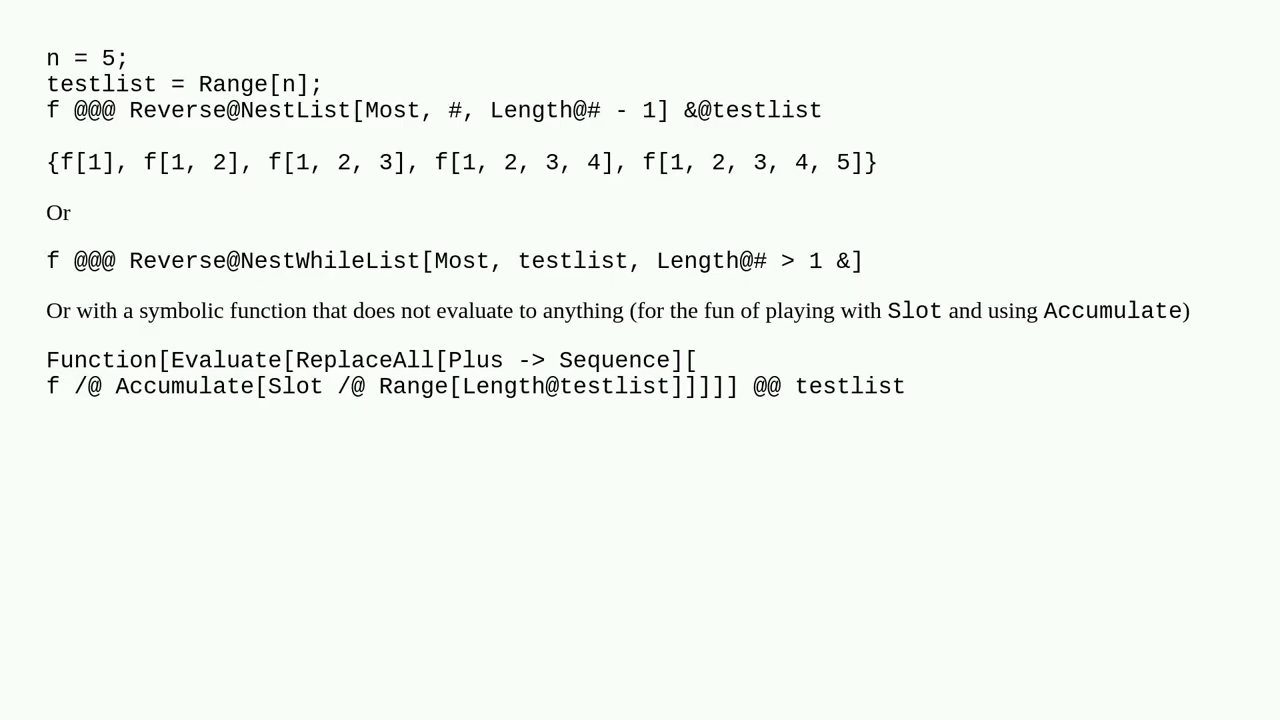 n = 5;
testlist = Range[n];
f @@@ Reverse@NestList[Most, #, Length@# - 1] &@testlist
{f[1], f[1, 2], f[1, 2, 3], f[1, 2, 3, 4], f[1, 2, 3, 4, 5]}
Or
f @@@ Reverse@NestWhileList[Most, testlist, Length@# > 1 &]
Or with a symbolic function that does not evaluate to anything (for the fun of playing with Slot and using Accumulate)
Function[Evaluate[ReplaceAll[Plus -> Sequence][
f /@ Accumulate[Slot /@ Range[Length@testlist]]]]] @@ testlist